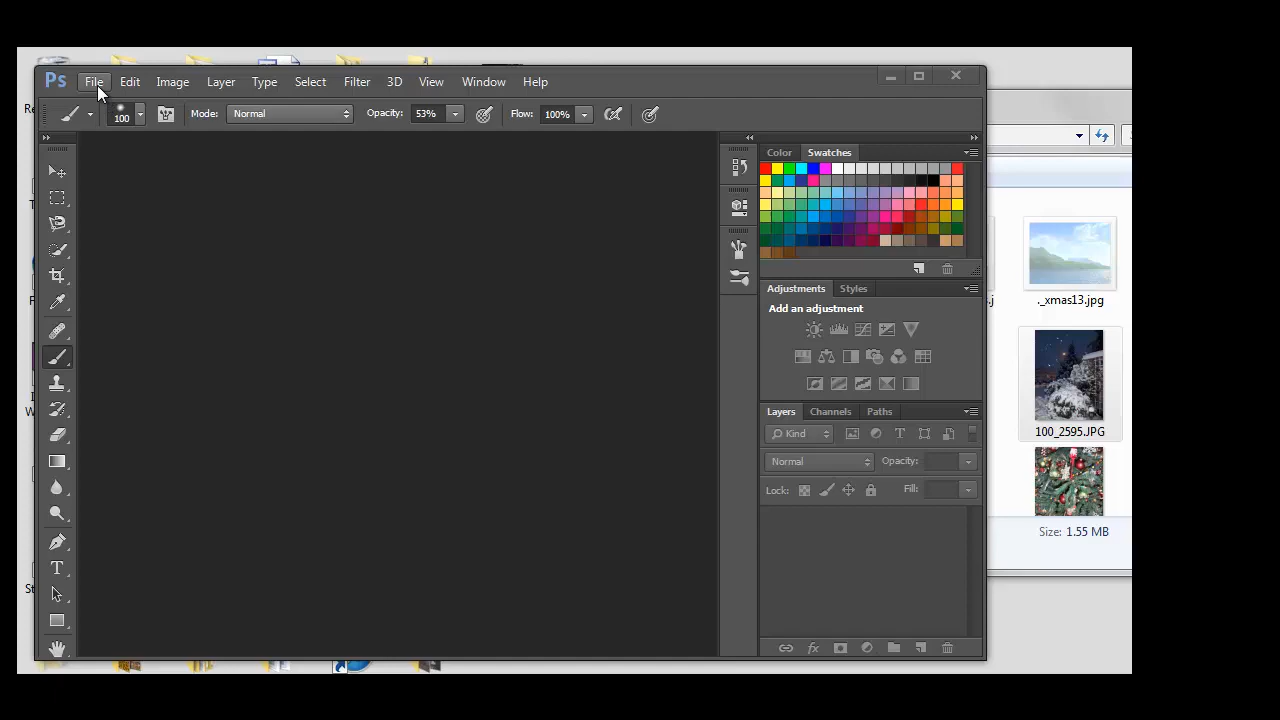 Ps File Edit Image Layer Type Select Filter 3D View Window Help
100 Mode: Normal Opacity: 53% Flow: 100%
Color Swatches
._xmas13.jpg
Adjustments Styles
Add an adjustment
Layers Channels Paths
Kind
100_2595.JPG
Normal Opacity:
Lock: Fill:
Size: 1.55 MB